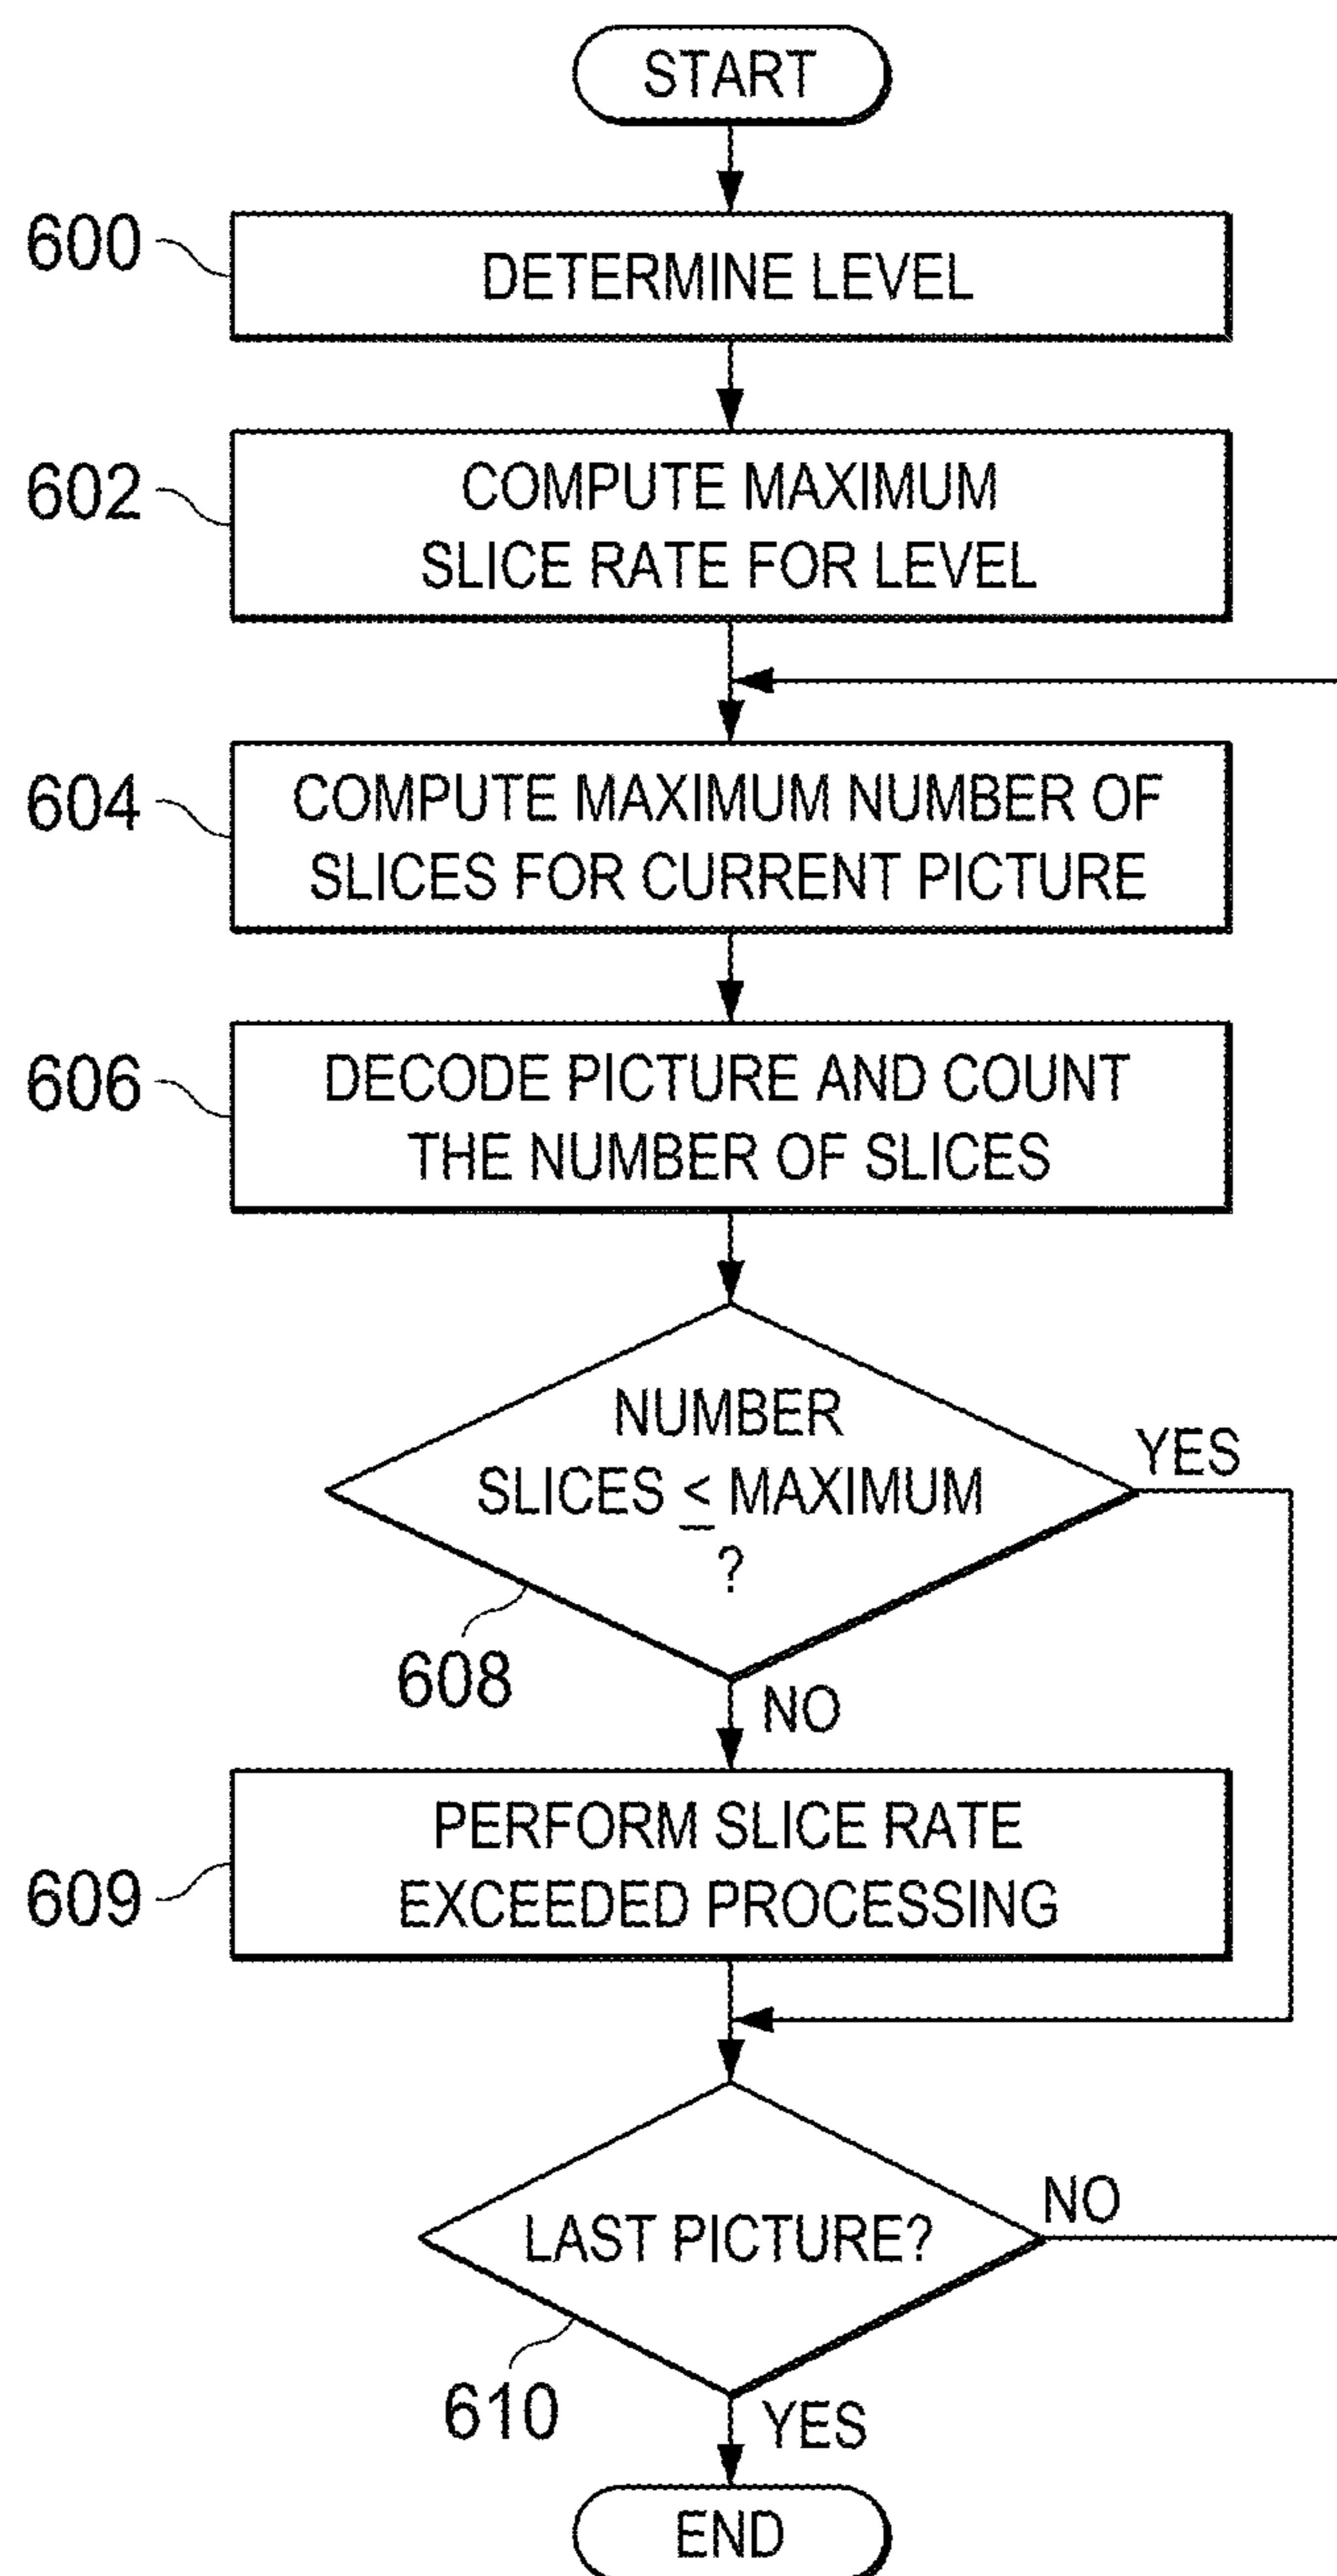 START
600
DETERMINE LEVEL
602
COMPUTE MAXIMUM
SLICE RATE FOR LEVEL
604
COMPUTE MAXIMUM NUMBER OF
SLICES FOR CURRENT PICTURE
606
DECODE PICTURE AND COUNT
THE NUMBER OF SLICES
NUMBER
SLICES ≤ MAXIMUM
?
YES
608
NO
609
PERFORM SLICE RATE
EXCEEDED PROCESSING
LAST PICTURE?
NO
610
YES
END